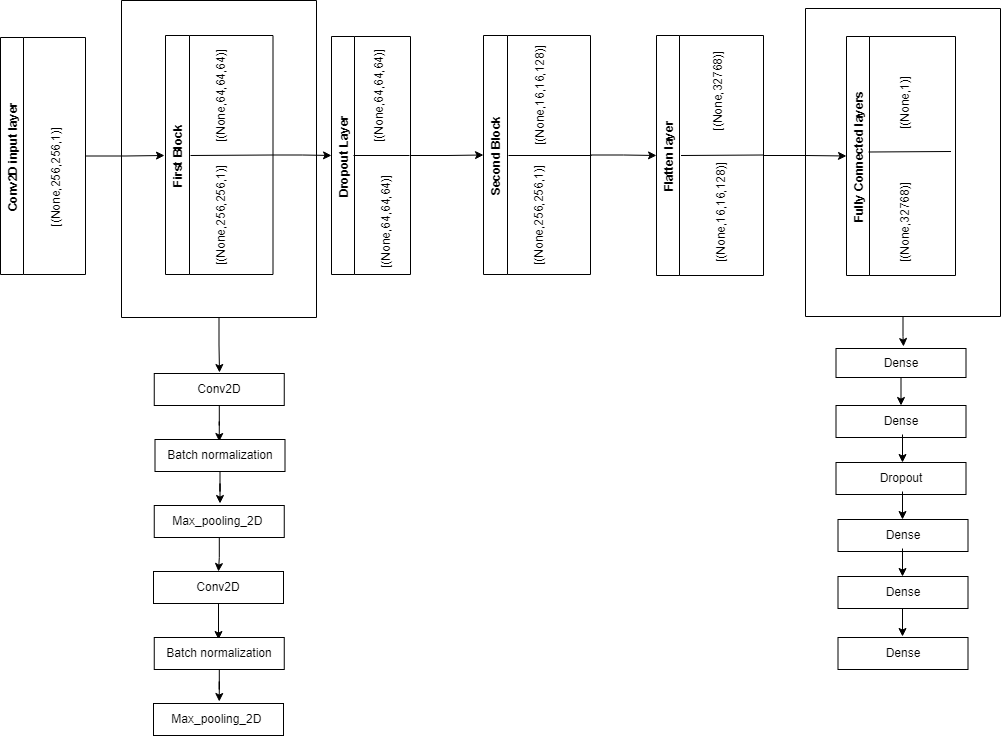 Conv2D input layer
[(None,256,256,1)]
First Block
[(None,64,64,64)]
[(None,256,256,1)]
Dropout Layer
[(None,64,64,64)]
[(None,64,64,64)]
Second Block
[(None,16,16,128)]
[(None,256,256,1)]
Flatten layer
[(None,32768)]
[(None,16,16,128)]
Fully Connected layers
[(None,1)]
[(None,32768)]
Conv2D
Batch normalization
Max_pooling_2D
Conv2D
Batch normalization
Max_pooling_2D
Dense
Dense
Dropout
Dense
Dense
Dense